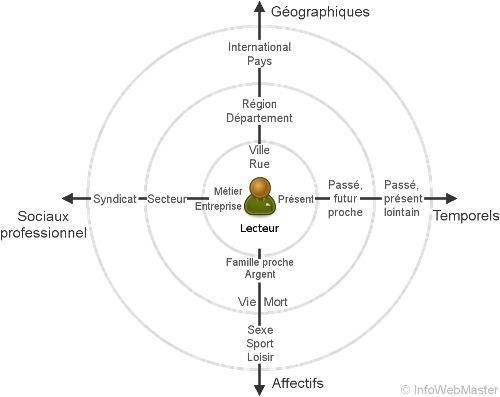 Géographiques
International
Pays
Région
Département
Ville
Rue
Métier
Entreprise
Secteur
Syndicat
Sociaux
professionnel
Présent
Passé,
futur
proche
Passé,
présent
lointain
Temporels
Lecteur
Famille proche
Argent
Vie Mort
Sexe
Sport
Loisir
Affectifs
© InfoWebMaster